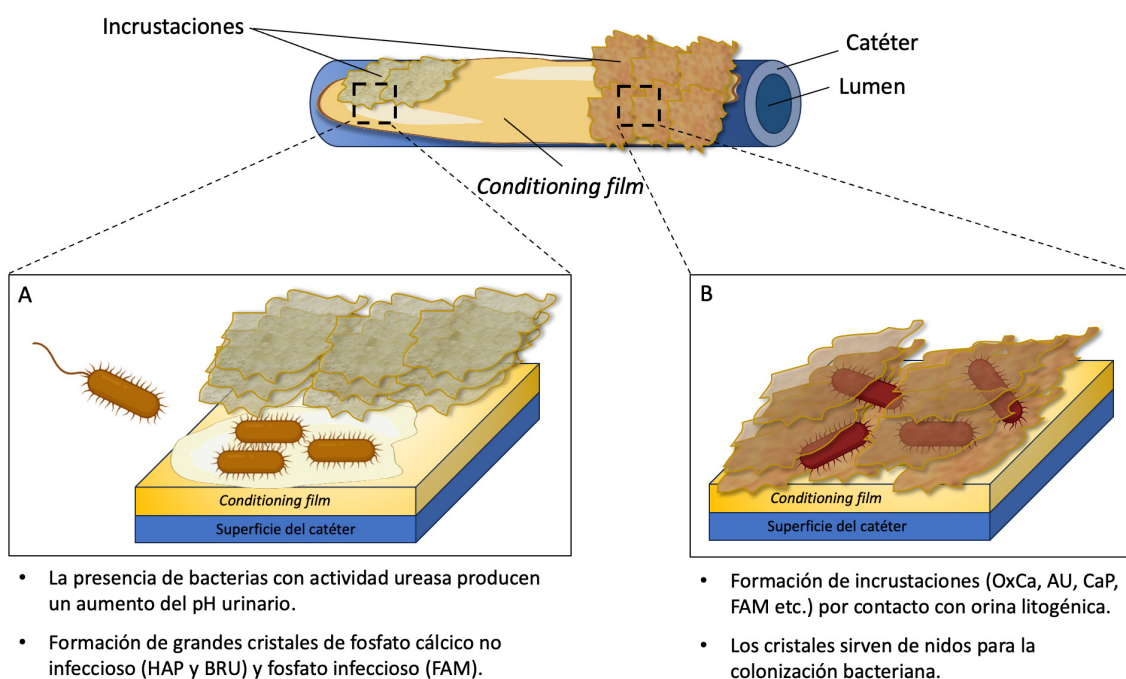 Incrustaciones
Catéter
Lumen
Conditioning film
A
Conditioning film
Superficie del catéter
• La presencia de bacterias con actividad ureasa producen
un aumento del pH urinario.
• Formación de grandes cristales de fosfato cálcico no
infeccioso (HAP y BRU) y fosfato infeccioso (FAM).
B
Conditioning film
Superficie del catéter
• Formación de incrustaciones (OxCa, AU, CaP,
FAM etc.) por contacto con orina litogénica.
• Los cristales sirven de nidos para la
colonización bacteriana.